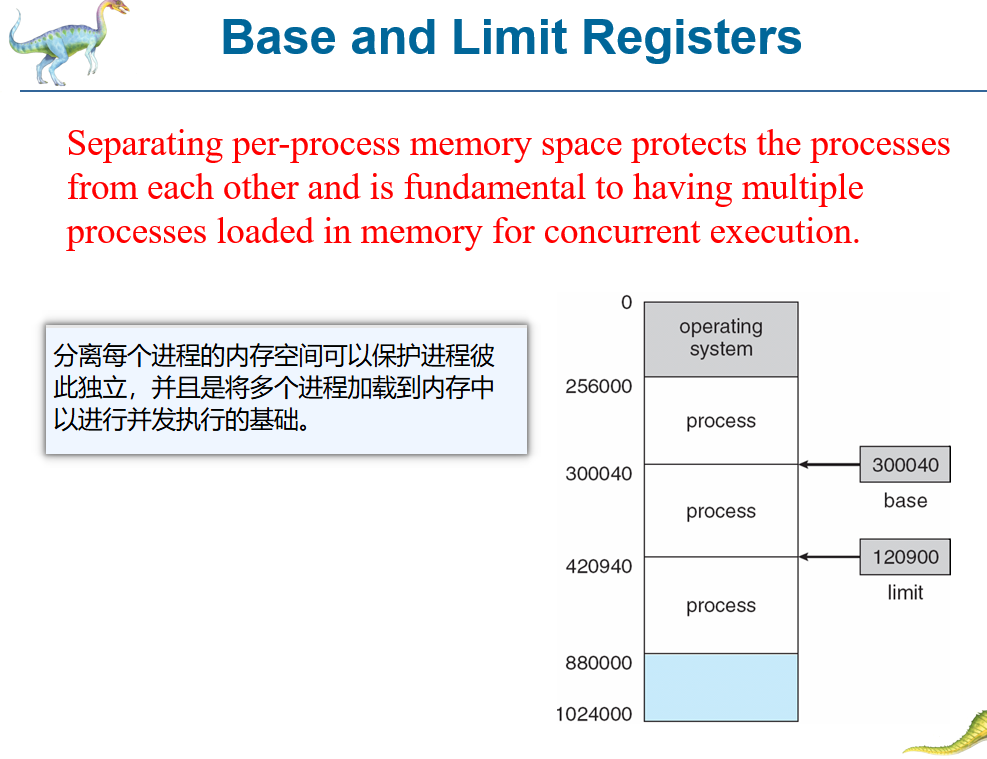 Base and Limit Registers
Separating per-process memory space protects the processes
from each other and is fundamental to having multiple
processes loaded in memory for concurrent execution.
分离每个进程的内存空间可以保护进程彼
此独立，并且是将多个进程加载到内存中
以进行并发执行的基础。
0
operating
system
256000
process
300040
300040
base
process
420940
120900
limit
process
880000
1024000